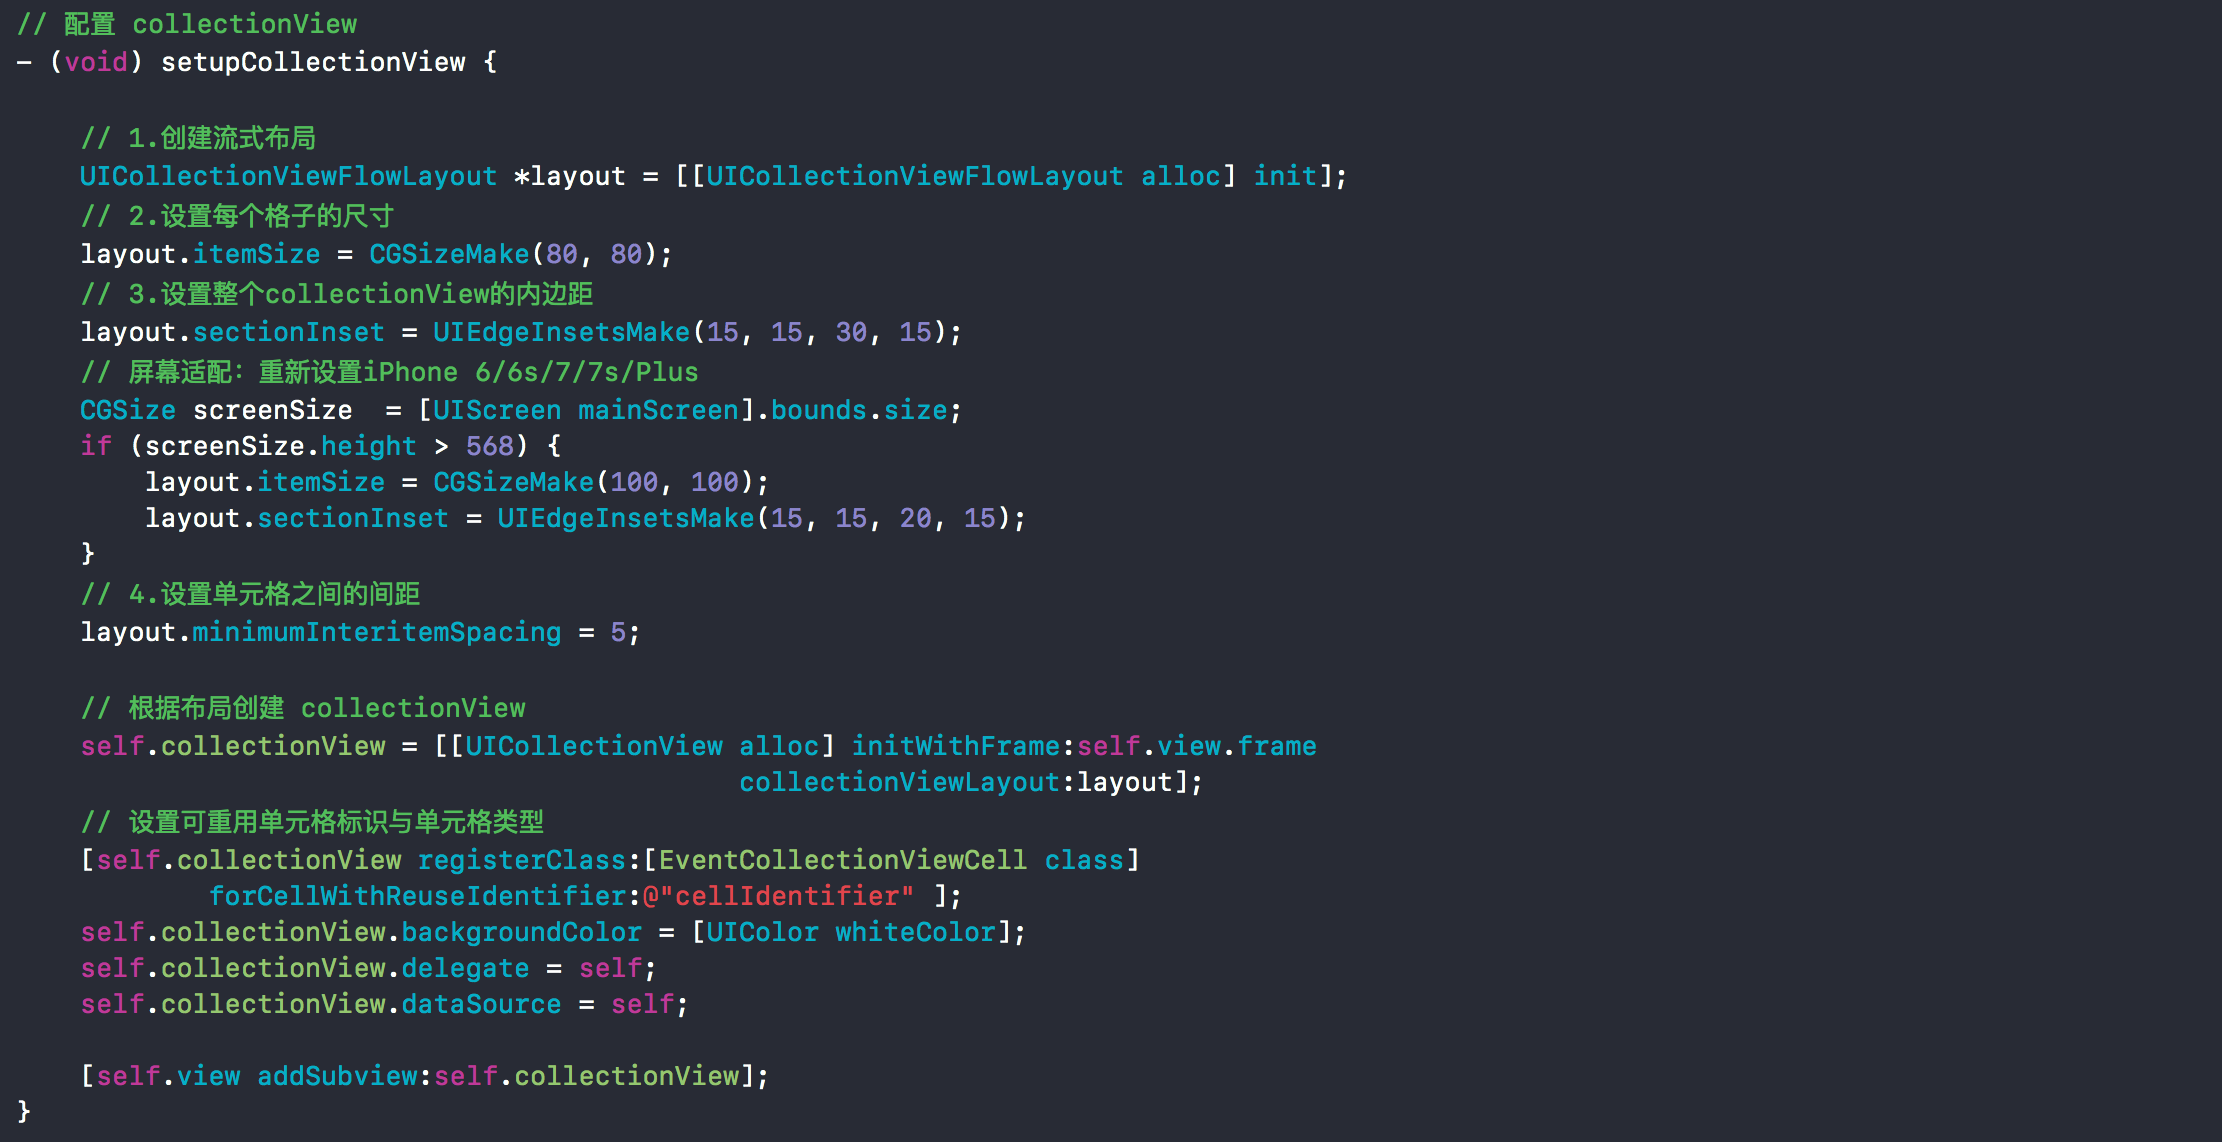 // 配置 collectionView
- (void) setupCollectionView {
// 1.创建流式布局
UICollectionViewFlowLayout *layout = [[UICollectionViewFlowLayout alloc] init];
// 2.设置每个格子的尺寸
layout.itemSize = CGSizeMake(80, 80);
// 3.设置整个collectionView的内边距
layout.sectionInset = UIEdgeInsetsMake(15, 15, 30, 15);
// 屏幕适配：重新设置iPhone 6/6s/7/7s/Plus
CGSize screenSize  = [UIScreen mainScreen].bounds.size;
if (screenSize.height > 568) {
layout.itemSize = CGSizeMake(100, 100);
layout.sectionInset = UIEdgeInsetsMake(15, 15, 20, 15);
}
// 4.设置单元格之间的间距
layout.minimumInteritemSpacing = 5;
// 根据布局创建 collectionView
self.collectionView = [[UICollectionView alloc] initWithFrame:self.view.frame
collectionViewLayout:layout];
// 设置可重用单元格标识与单元格类型
[self.collectionView registerClass:[EventCollectionViewCell class]
forCellWithReuseIdentifier:@"cellIdentifier" ];
self.collectionView.backgroundColor = [UIColor whiteColor];
self.collectionView.delegate = self;
self.collectionView.dataSource = self;
[self.view addSubview:self.collectionView];
}